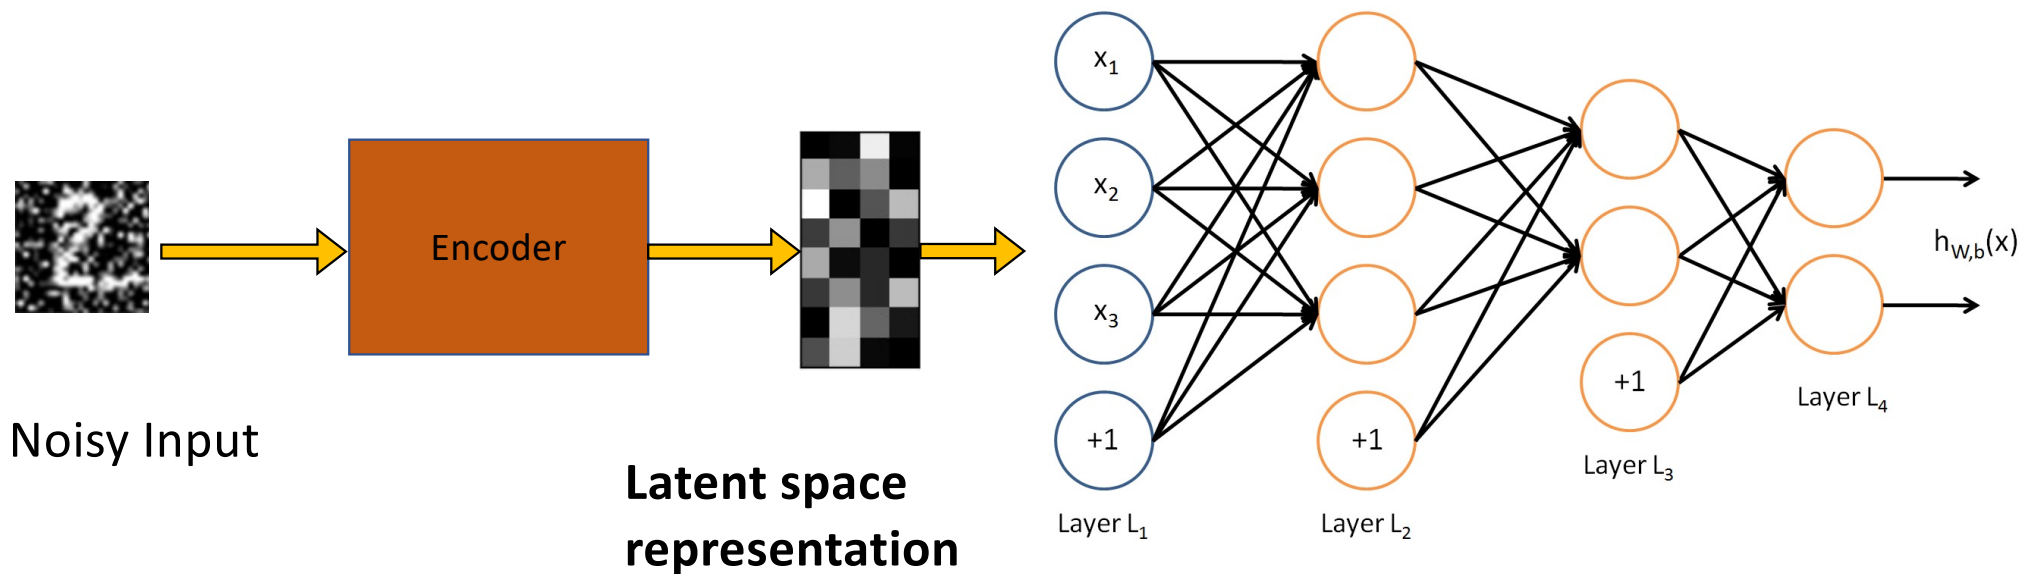 Noisy Input
Encoder
Latent space
representation
x₁
x₂
x₃
+1
Layer L₁
+1
Layer L₂
+1
Layer L₃
Layer L₄
h_W,b(x)